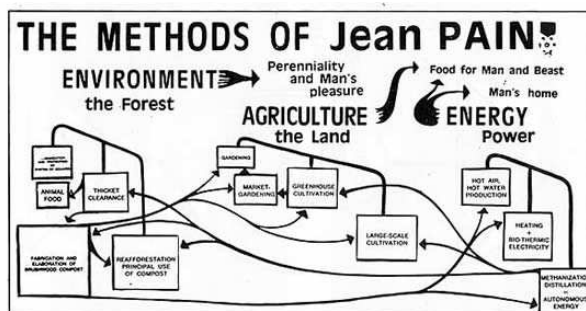 THE METHODS OF Jean PAIN
ENVIRONMENT
the Forest
Perenniality
and Man's
pleasure
Food for Man and Beast
Man's home
AGRICULTURE
the Land
ENERGY
Power
ANIMAL
FOOD
THICKET
CLEARANCE
GARDENING
MARKET-
GARDENING
GREENHOUSE
CULTIVATION
HOT AIR,
HOT WATER
PRODUCTION
HEATING
+
BIO-THERMIC
ELECTRICITY
LARGE-SCALE
CULTIVATION
FABRICATION AND
ELABORATION OF
BRUSHWOOD COMPOST
REAFFORESTATION
PRINCIPAL USE
OF COMPOST
METHANIZATION
DISTILLATION
=
AUTONOMOUS
ENERGY